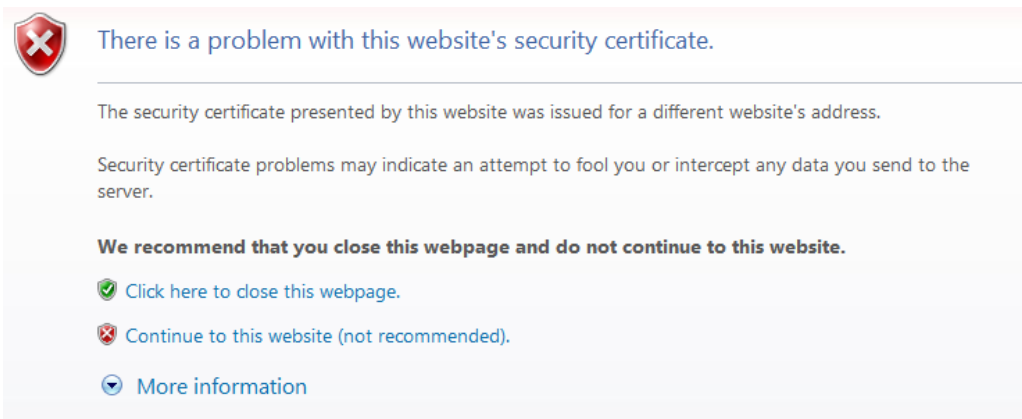 There is a problem with this website's security certificate.
The security certificate presented by this website was issued for a different website's address.
Security certificate problems may indicate an attempt to fool you or intercept any data you send to the
server.
We recommend that you close this webpage and do not continue to this website.
Click here to close this webpage.
Continue to this website (not recommended).
More information